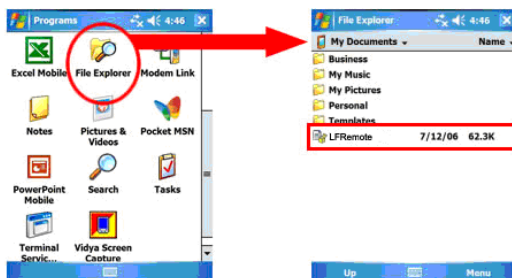 Programs 4:46
Excel Mobile File Explorer Modem Link
Notes Pictures & Videos Pocket MSN
PowerPoint Mobile Search Tasks
Terminal Servic... Vidya Screen Capture
File Explorer 4:46
My Documents Name
Business
My Music
My Pictures
Personal
Templates
LFRemote 7/12/06 62.3K
Up Menu